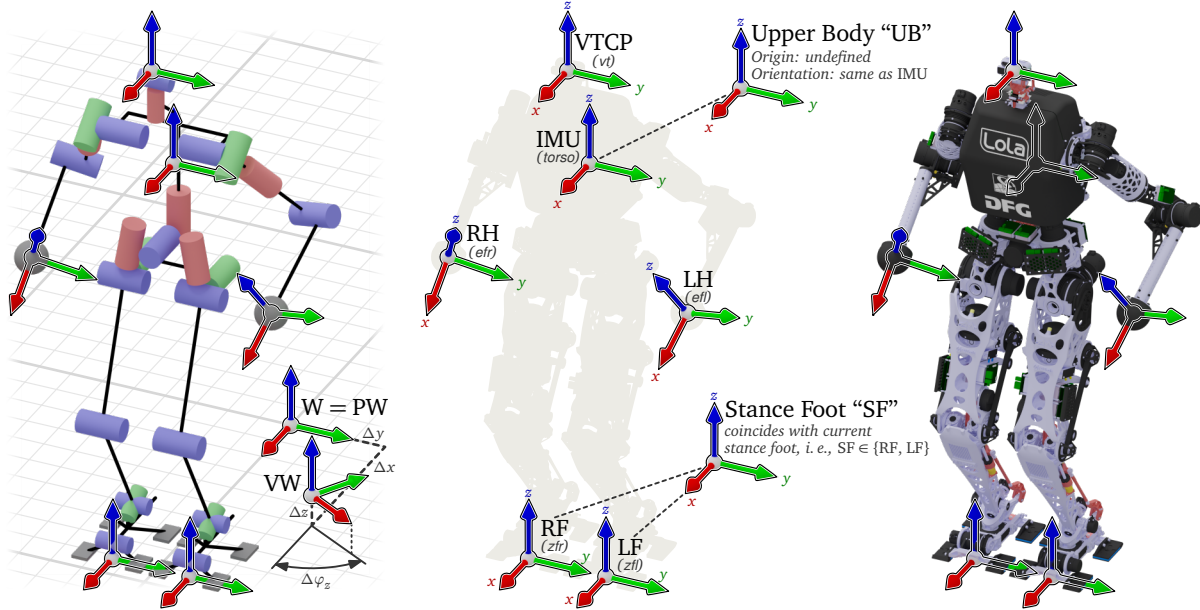 W = PW
Δy
Δx
VW
Δz
Δφz
z
VTCP
(vt)
x
y
z
Upper Body “UB”
Origin: undefined
Orientation: same as IMU
x
y
z
IMU
(torso)
x
y
z
RH
(efr)
x
y
z
LH
(efl)
x
y
z
Stance Foot “SF”
coincides with current
stance foot, i. e., SF ∈ {RF, LF}
x
y
z
RF
(zfr)
x
y
z
LF
(zfl)
x
y
Lola
DFG